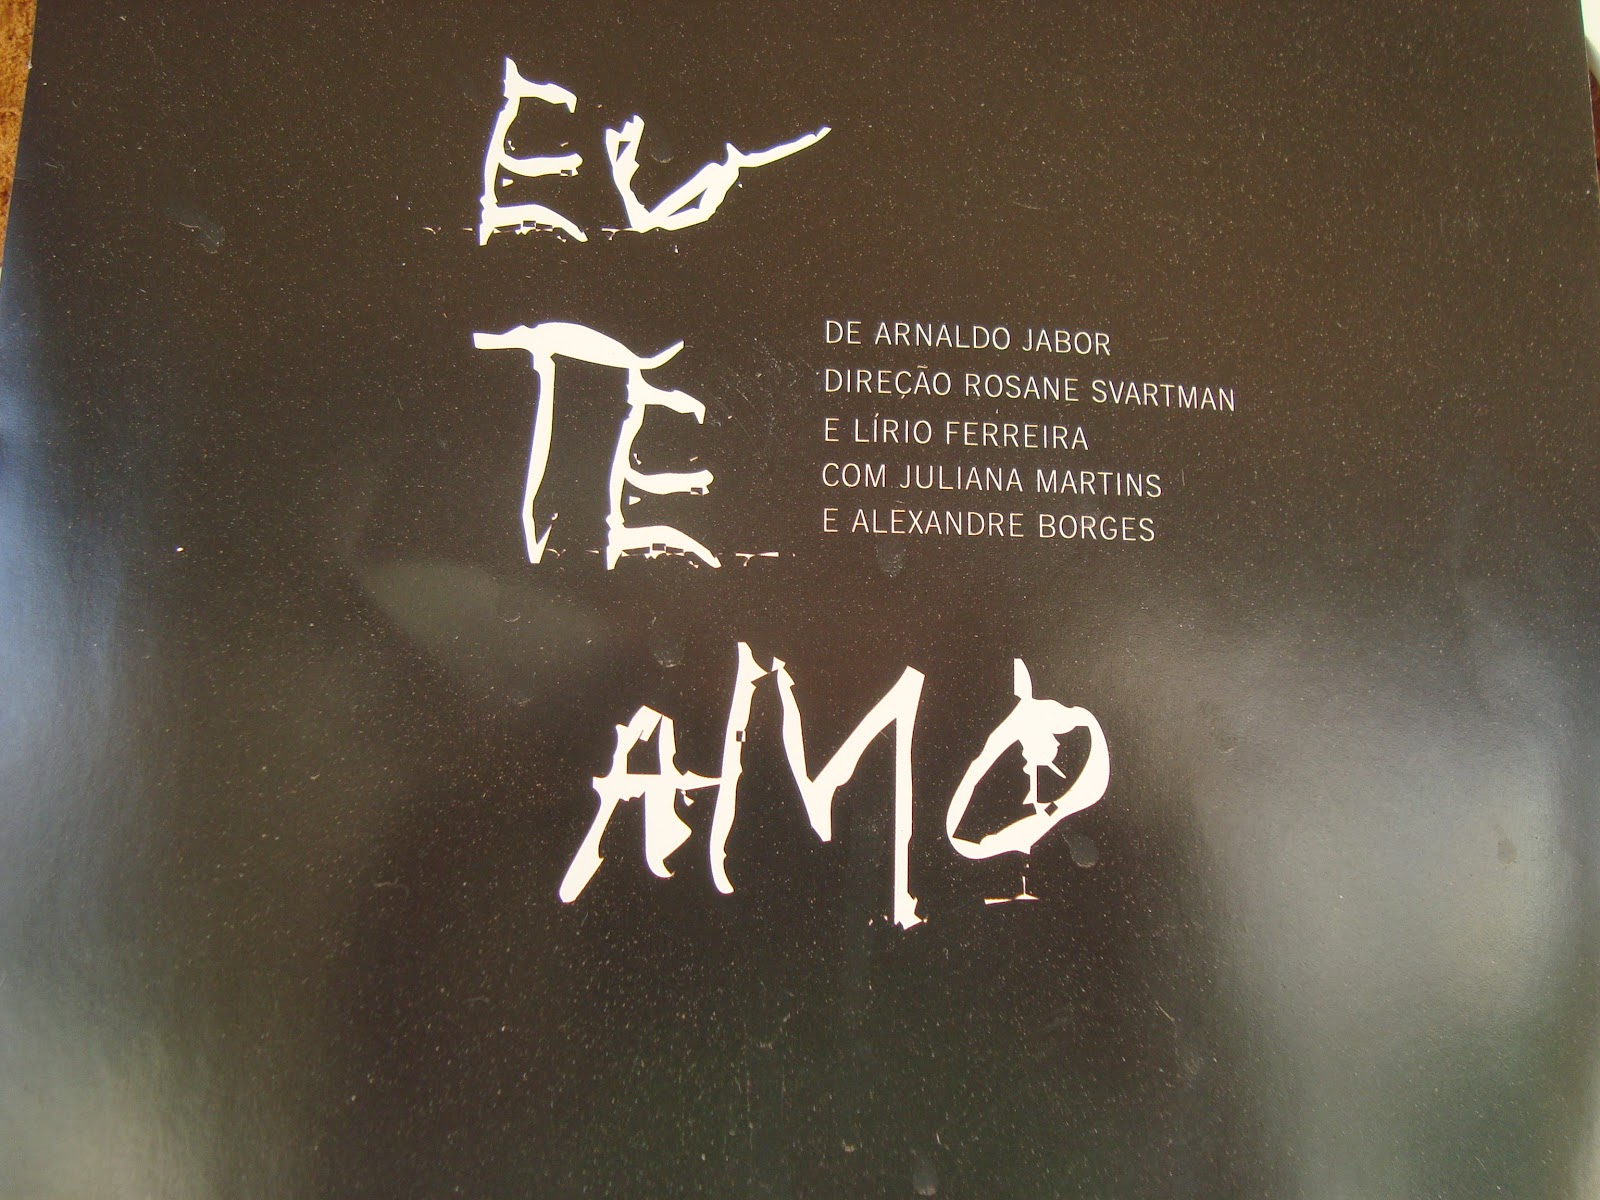 EU
TE
DE ARNALDO JABOR
DIREÇÃO ROSANE SVARTMAN
E LÍRIO FERREIRA
COM JULIANA MARTINS
E ALEXANDRE BORGES
AMO